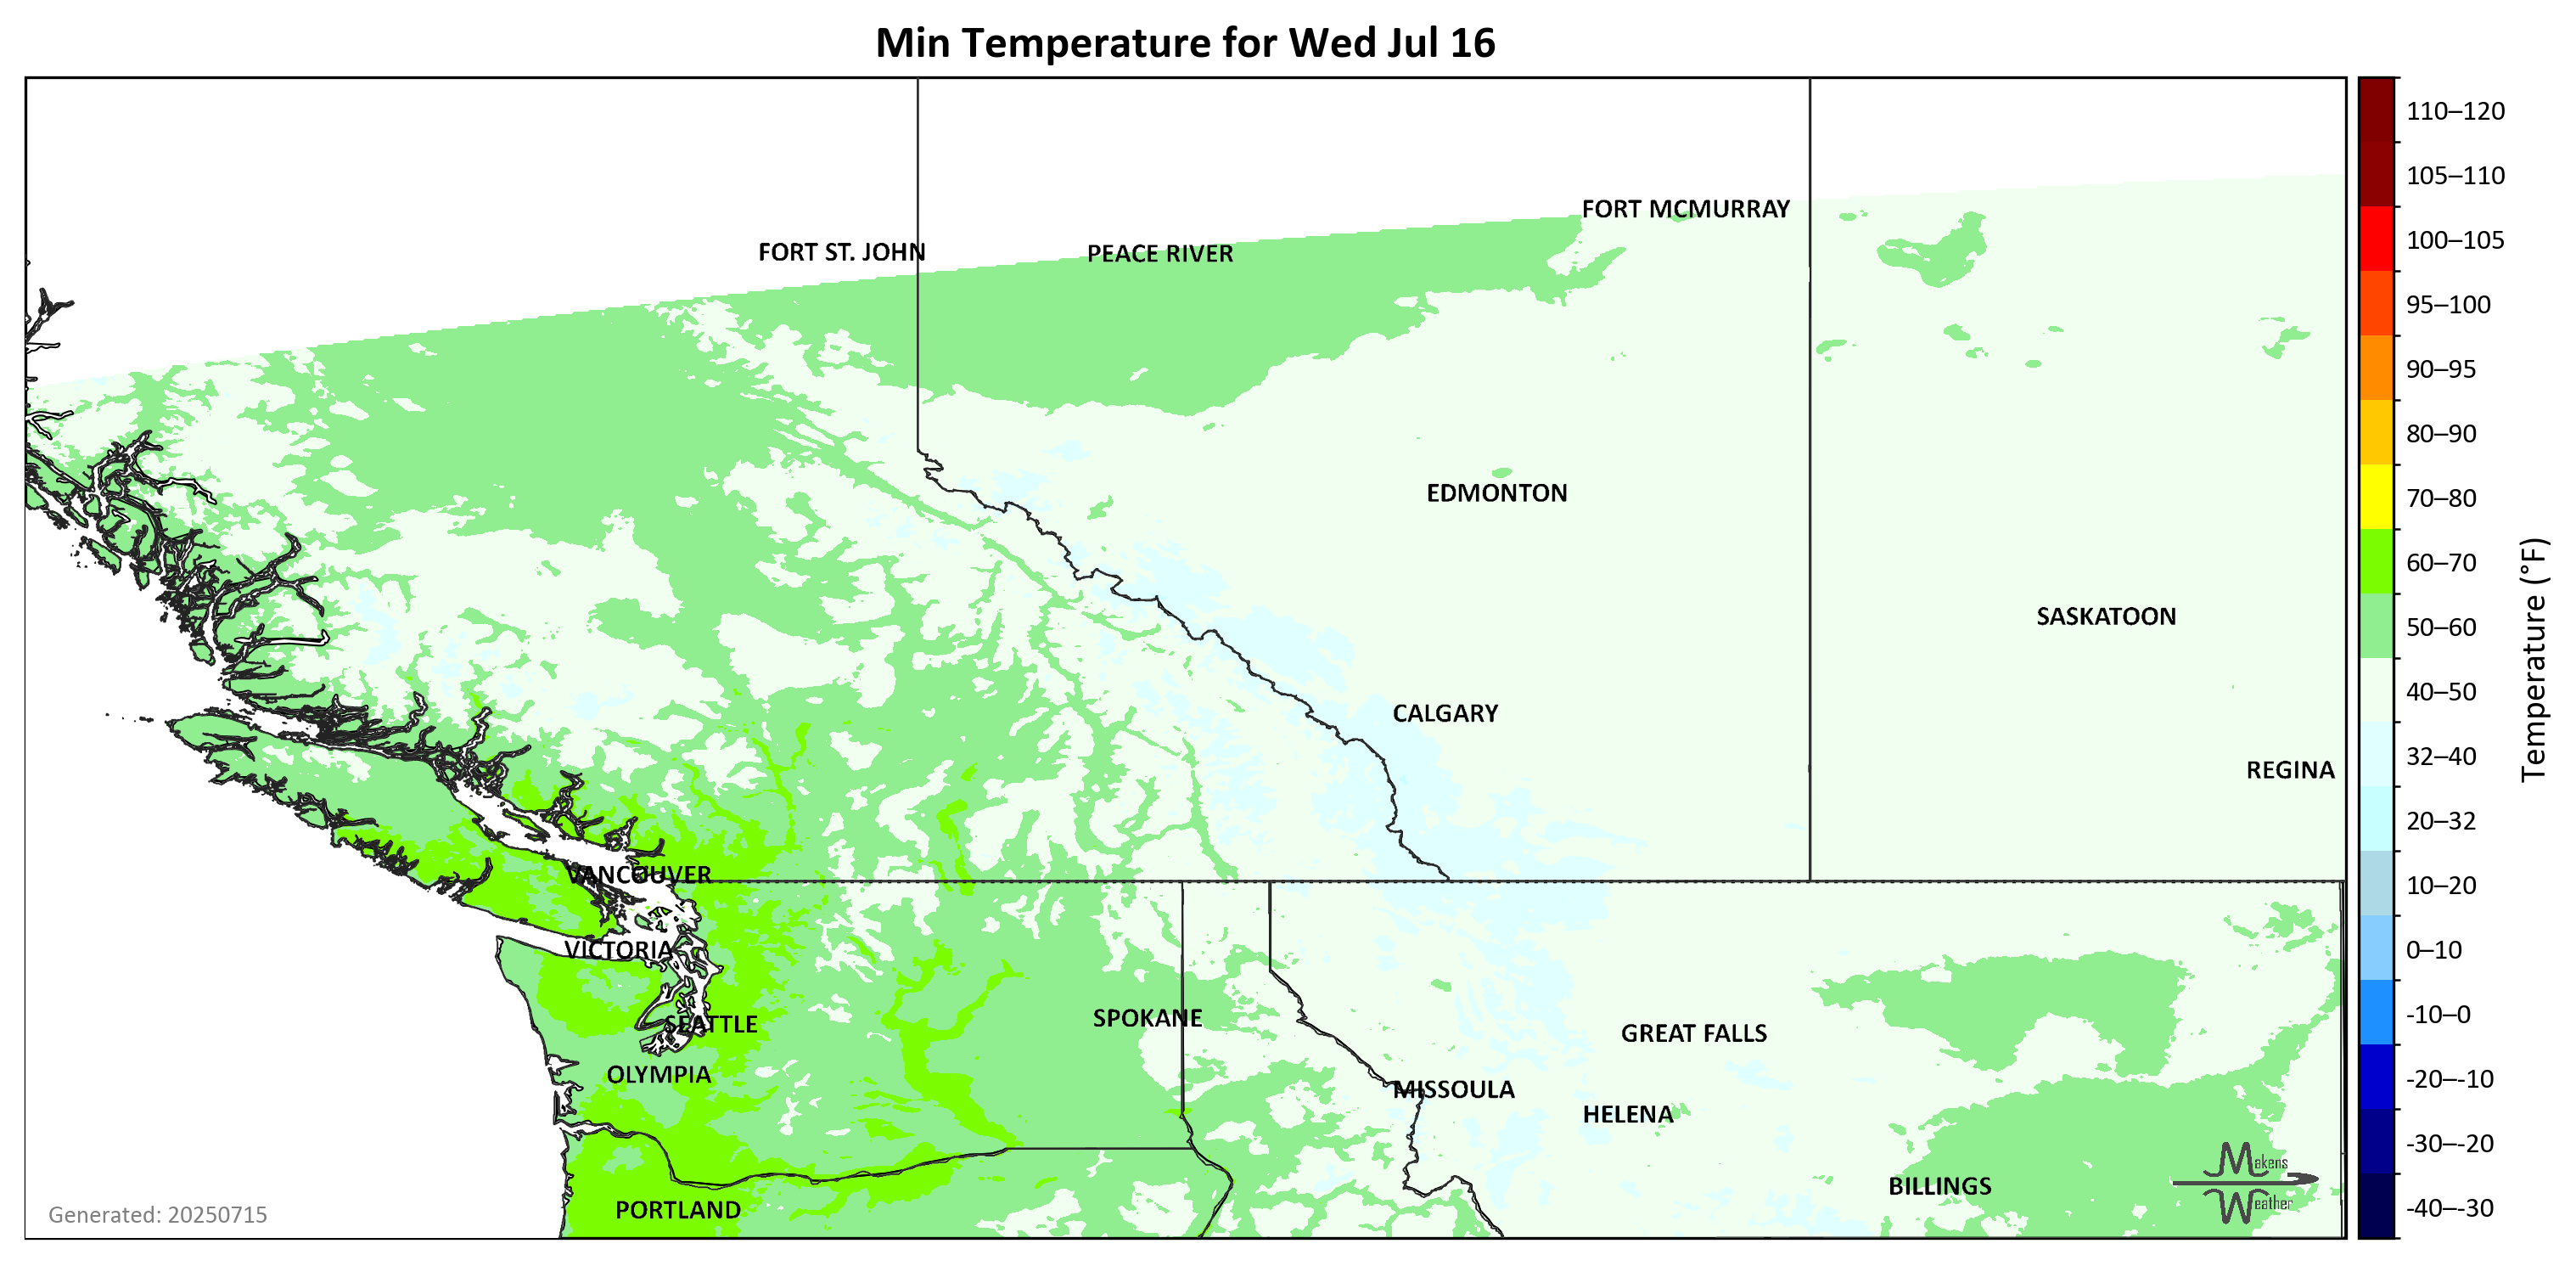 Min Temperature for Wed Jul 16
110–120
105–110
FORT MCMURRAY
100–105
FORT ST. JOHN
PEACE RIVER
95–100
90–95
80–90
EDMONTON
70–80
60–70
SASKATOON
50–60
40–50
CALGARY
32–40
REGINA
20–32
VANCOUVER
10–20
VICTORIA
0–10
SPOKANE
-10–0
SEATTLE
GREAT FALLS
OLYMPIA
-20–-10
MISSOULA
HELENA
-30–-20
Makens
Weather
BILLINGS
PORTLAND
-40–-30
Temperature (°F)
Generated: 20250715